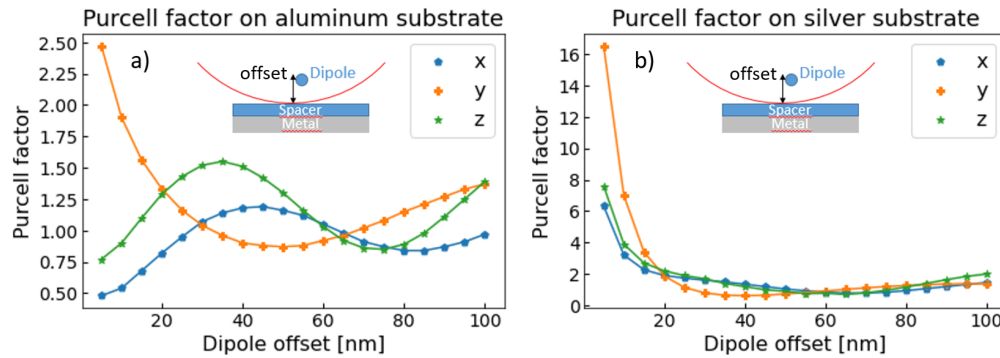 Purcell factor on aluminum substrate
a)
offset
Dipole
Spacer
Metal
x
y
z
Purcell factor
2.50
2.25
2.00
1.75
1.50
1.25
1.00
0.75
0.50
20
40
60
80
100
Dipole offset [nm]
Purcell factor on silver substrate
b)
offset
Dipole
Spacer
Metal
x
y
z
Purcell factor
16
14
12
10
8
6
4
2
0
20
40
60
80
100
Dipole offset [nm]